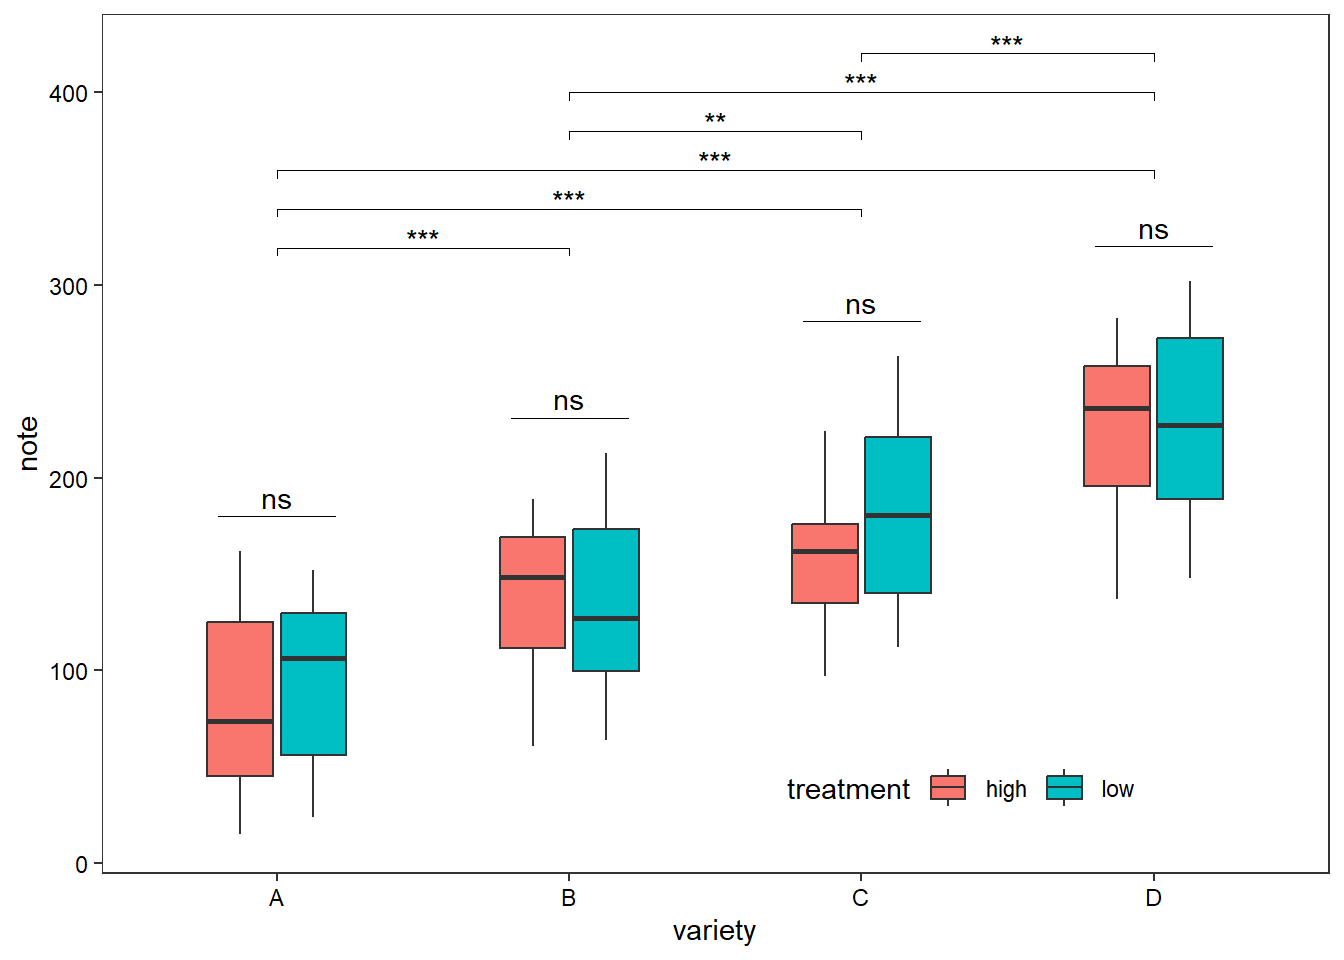 ***
***
400
**
***
***
***
ns
300
ns
ns
note
200
ns
100
treatment high low
0
A B C D
variety